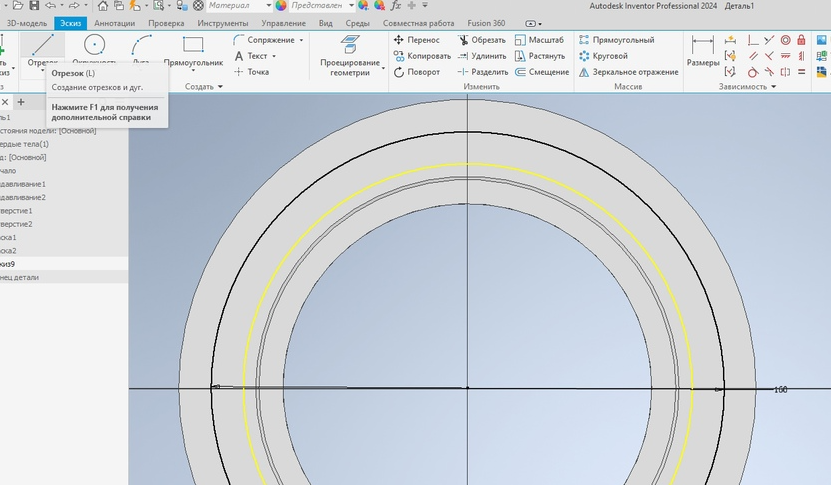 Материал
Представлен
Autodesk Inventor Professional 2024 Деталь1
3D-модель Эскиз Аннотации Проверка Инструменты Управление Вид Среды Совместная работа Fusion 360
Отрезок Окружность Дуга Прямоугольник
Сопряжение
Текст
Точка
Проецирование
геометрии
Перенос Обрезать Масштаб
Копировать Удлинить Растянуть
Поворот Разделить Смещение
Прямоугольный
Круговой
Зеркальное отражение
Размеры
Создать Изменить Массив Зависимость
Отрезок (L)
Создание отрезков и дуг.
Нажмите F1 для получения
дополнительной справки
ль1
стояния модели: [Основной]
ердые тела(1)
д: [Основной]
чало
давливание1
давливание2
верстие1
верстие2
ска1
ска2
киз9
нец детали
160